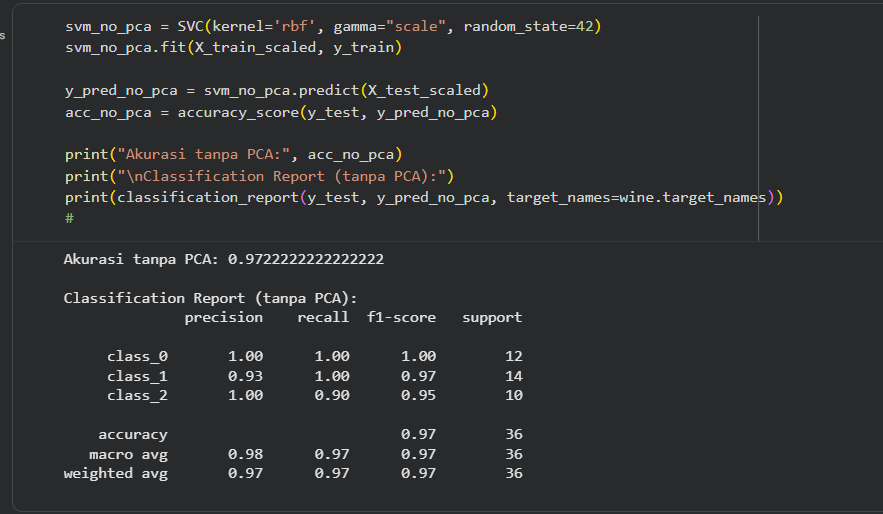 s
svm_no_pca = SVC(kernel='rbf', gamma="scale", random_state=42)
svm_no_pca.fit(X_train_scaled, y_train)
y_pred_no_pca = svm_no_pca.predict(X_test_scaled)
acc_no_pca = accuracy_score(y_test, y_pred_no_pca)
print("Akurasi tanpa PCA:", acc_no_pca)
print("\nClassification Report (tanpa PCA):")
print(classification_report(y_test, y_pred_no_pca, target_names=wine.target_names))
#
Akurasi tanpa PCA: 0.9722222222222222
Classification Report (tanpa PCA):
precision recall f1-score support
class_0 1.00 1.00 1.00 12
class_1 0.93 1.00 0.97 14
class_2 1.00 0.90 0.95 10
accuracy 0.97 36
macro avg 0.98 0.97 0.97 36
weighted avg 0.97 0.97 0.97 36